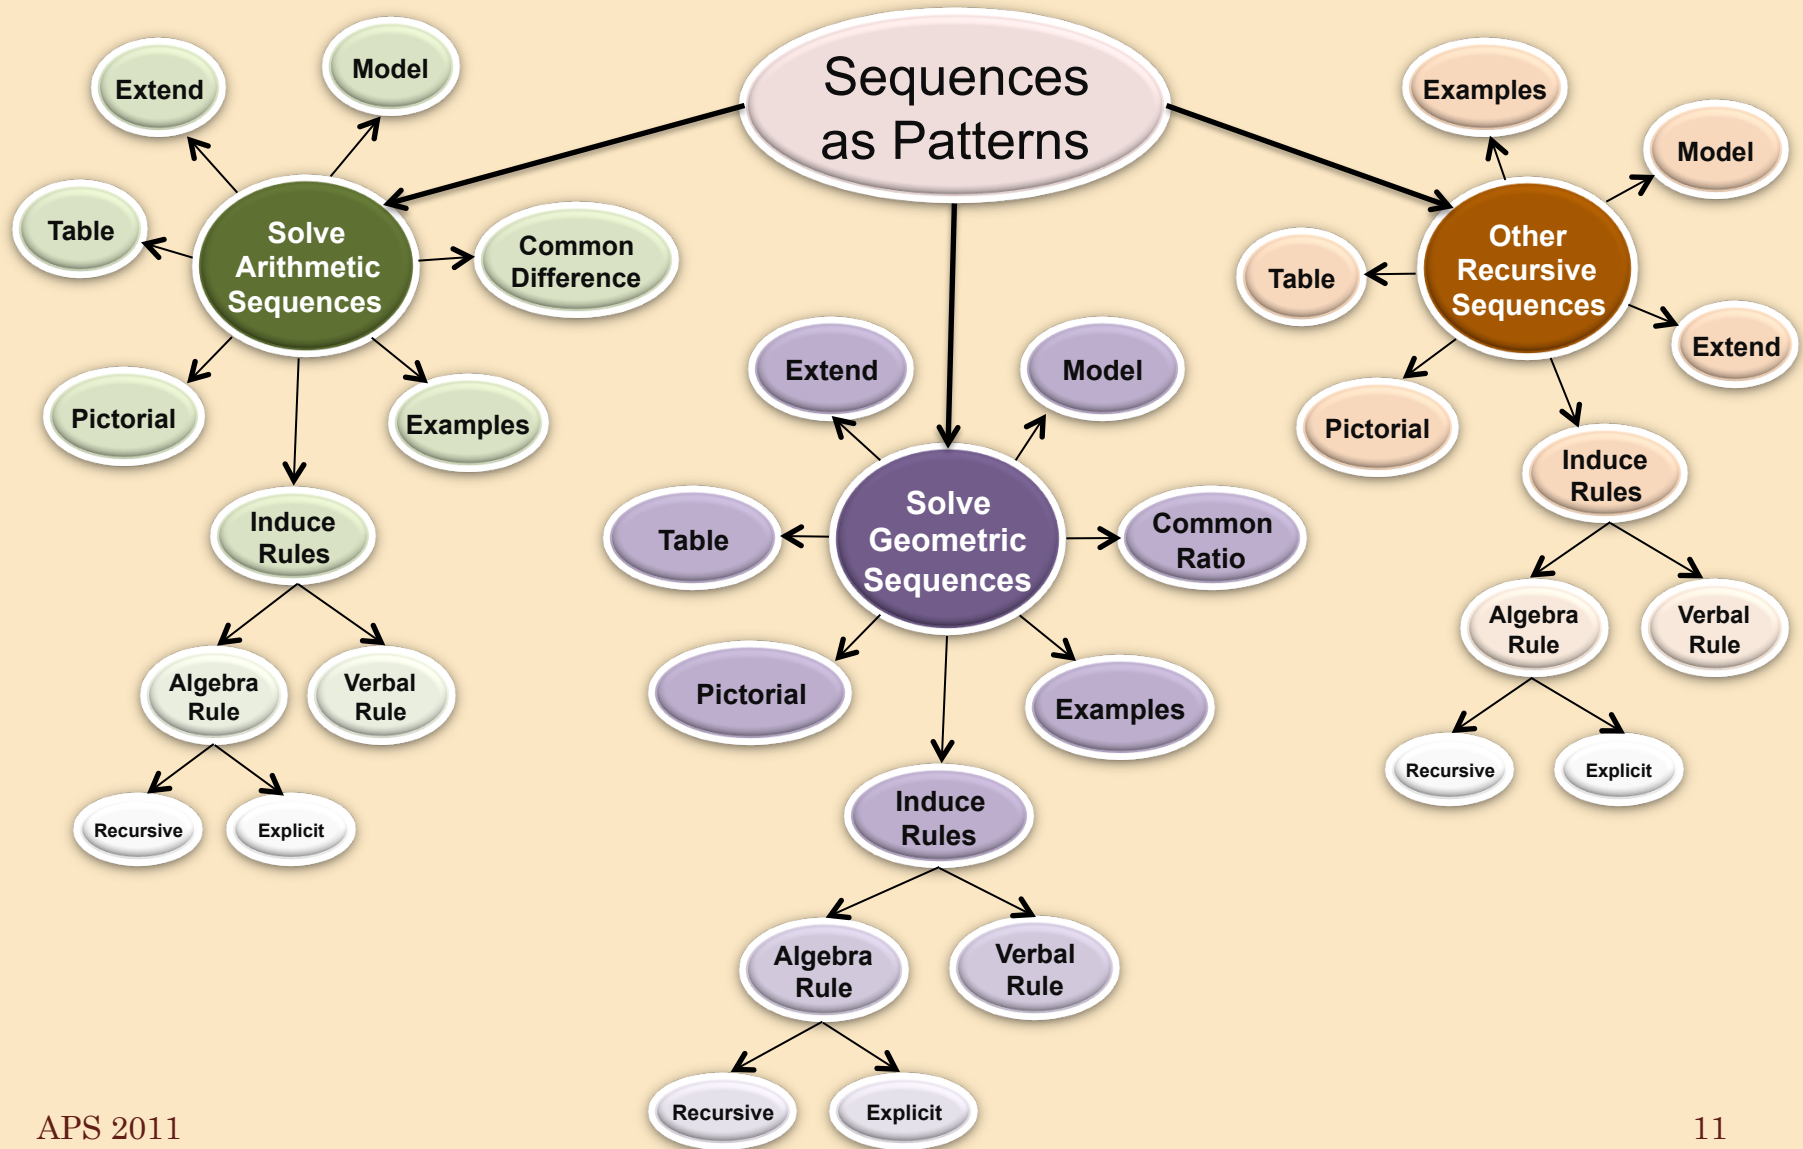 Sequences
as Patterns
Extend
Model
Table
Solve
Arithmetic
Sequences
Common
Difference
Pictorial
Examples
Induce
Rules
Algebra
Rule
Verbal
Rule
Recursive
Explicit
Extend
Model
Solve
Geometric
Sequences
Table
Common
Ratio
Pictorial
Examples
Induce
Rules
Algebra
Rule
Verbal
Rule
Recursive
Explicit
Examples
Model
Other
Recursive
Sequences
Table
Extend
Pictorial
Induce
Rules
Algebra
Rule
Verbal
Rule
Recursive
Explicit
APS 2011
11